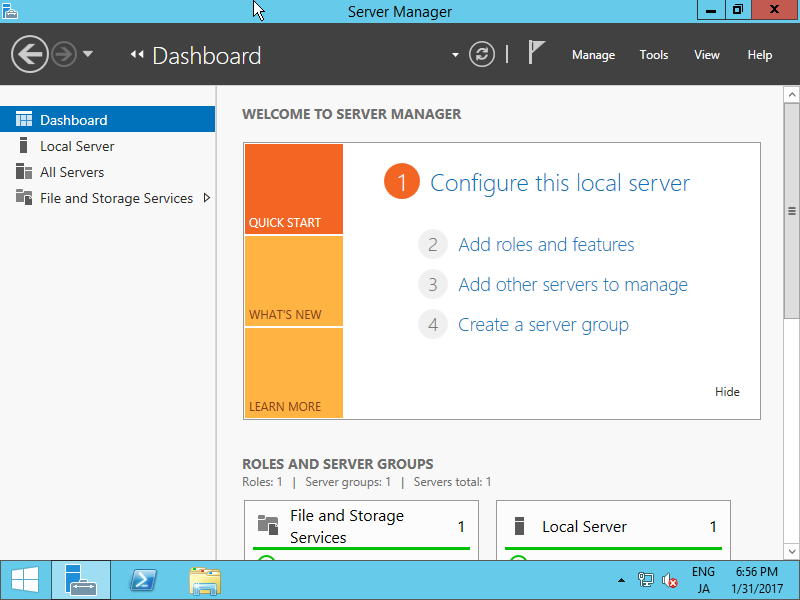 Server Manager
Dashboard
Manage Tools View Help
Dashboard
Local Server
All Servers
File and Storage Services
WELCOME TO SERVER MANAGER
QUICK START
WHAT'S NEW
LEARN MORE
1 Configure this local server
2 Add roles and features
3 Add other servers to manage
4 Create a server group
Hide
ROLES AND SERVER GROUPS
Roles: 1 | Server groups: 1 | Servers total: 1
File and Storage
Services 1
Local Server 1
ENG
JA
6:56 PM
1/31/2017